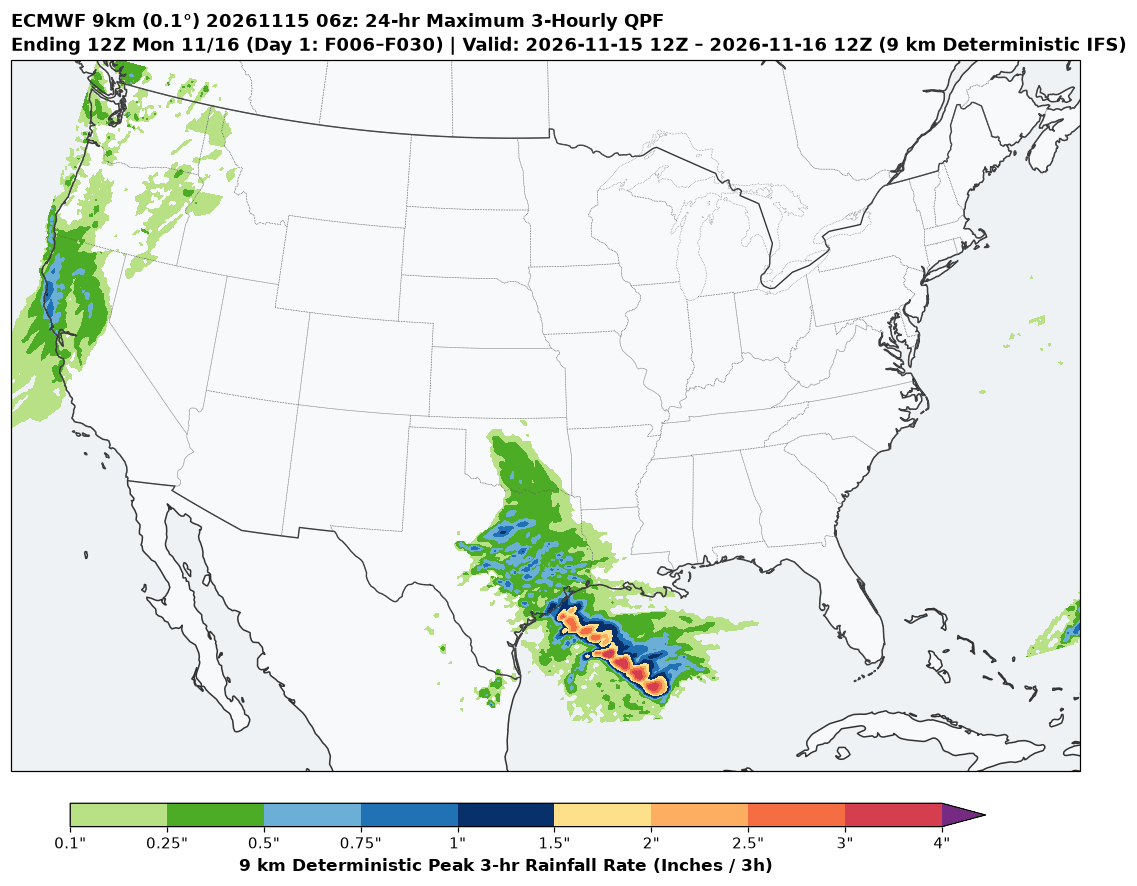 ECMWF 9km (0.1°) 20261115 06z: 24-hr Maximum 3-Hourly QPF
Ending 12Z Mon 11/16 (Day 1: F006–F030) | Valid: 2026-11-15 12Z – 2026-11-16 12Z (9 km Deterministic IFS)
0.1" 0.25" 0.5" 0.75" 1" 1.5" 2" 2.5" 3" 4"
9 km Deterministic Peak 3-hr Rainfall Rate (Inches / 3h)